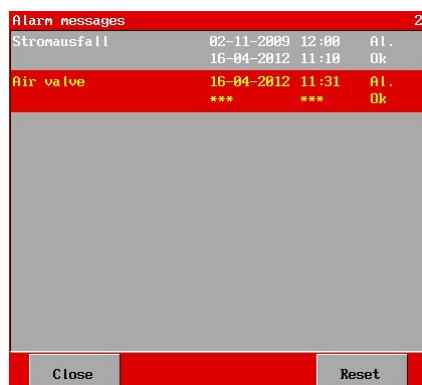 Alarm messages 2
Stromausfall 02-11-2009 12:00 Al.
16-04-2012 11:10 Ok
Air valve 16-04-2012 11:31 Al.
*** *** Ok
Close Reset